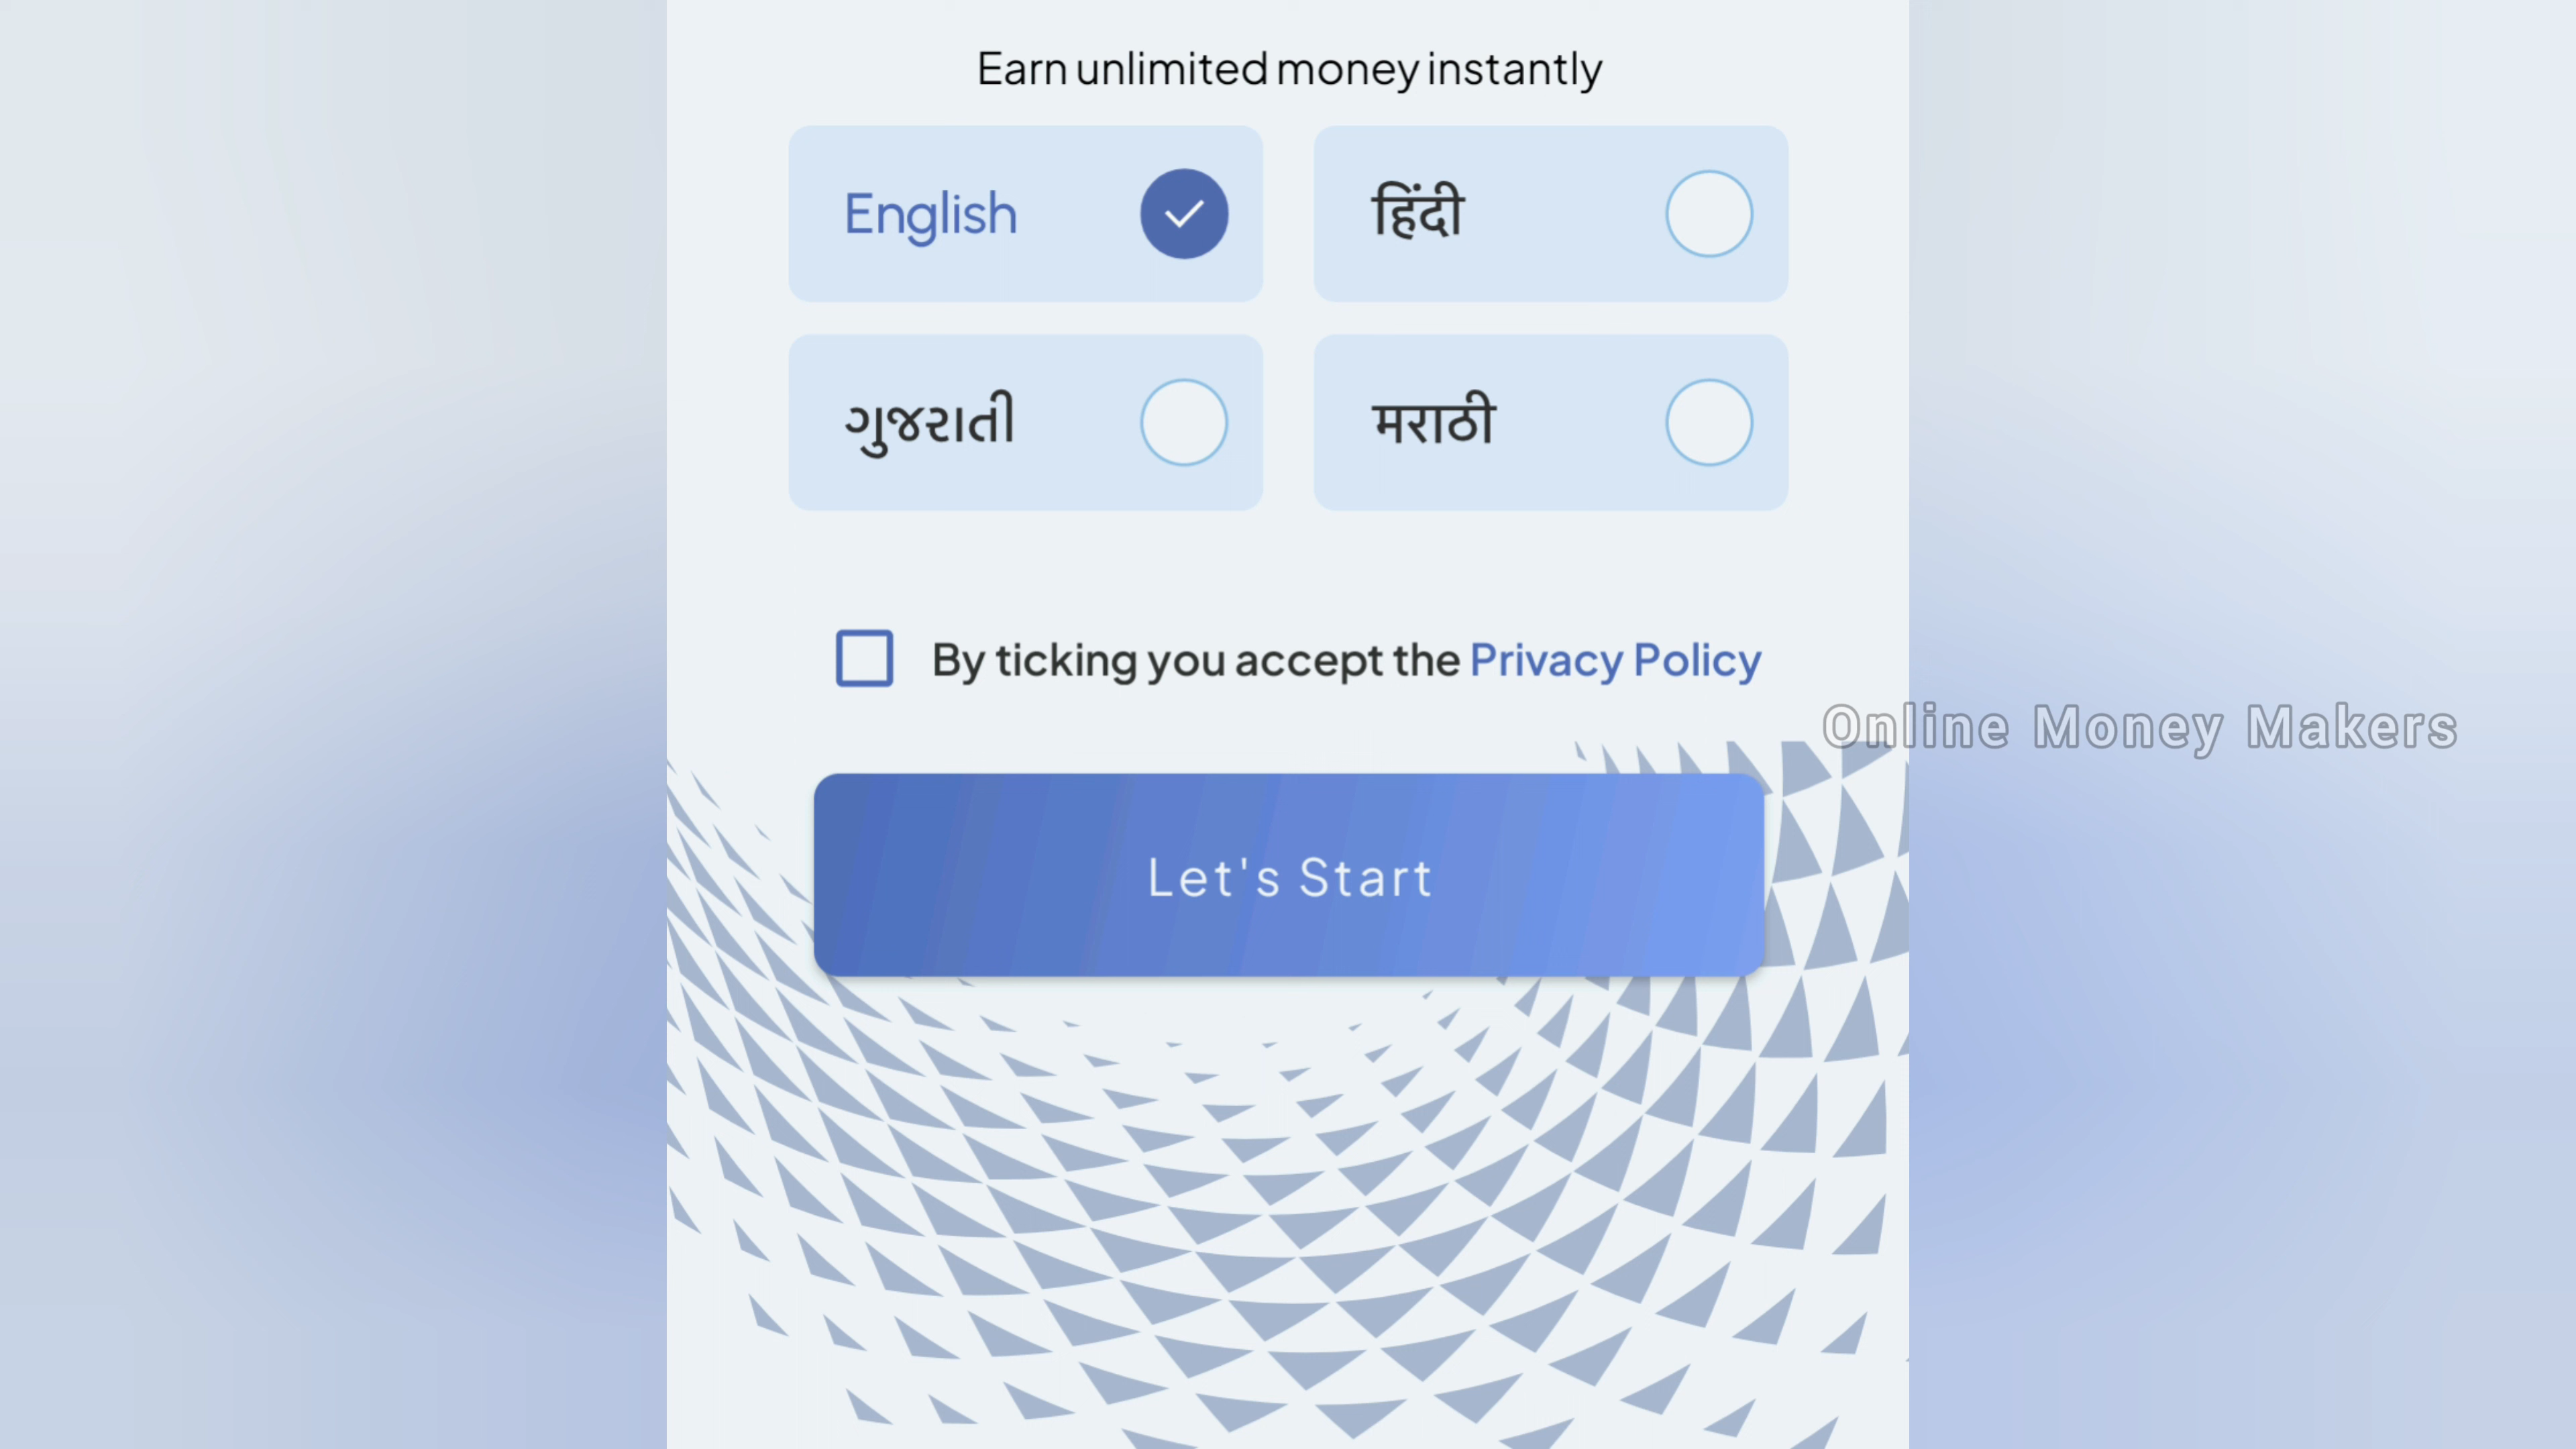 Earn unlimited money instantly
English
हिंदी
ગુજરાતી
मराठी
By ticking you accept the Privacy Policy
Online Money Makers
Let's Start